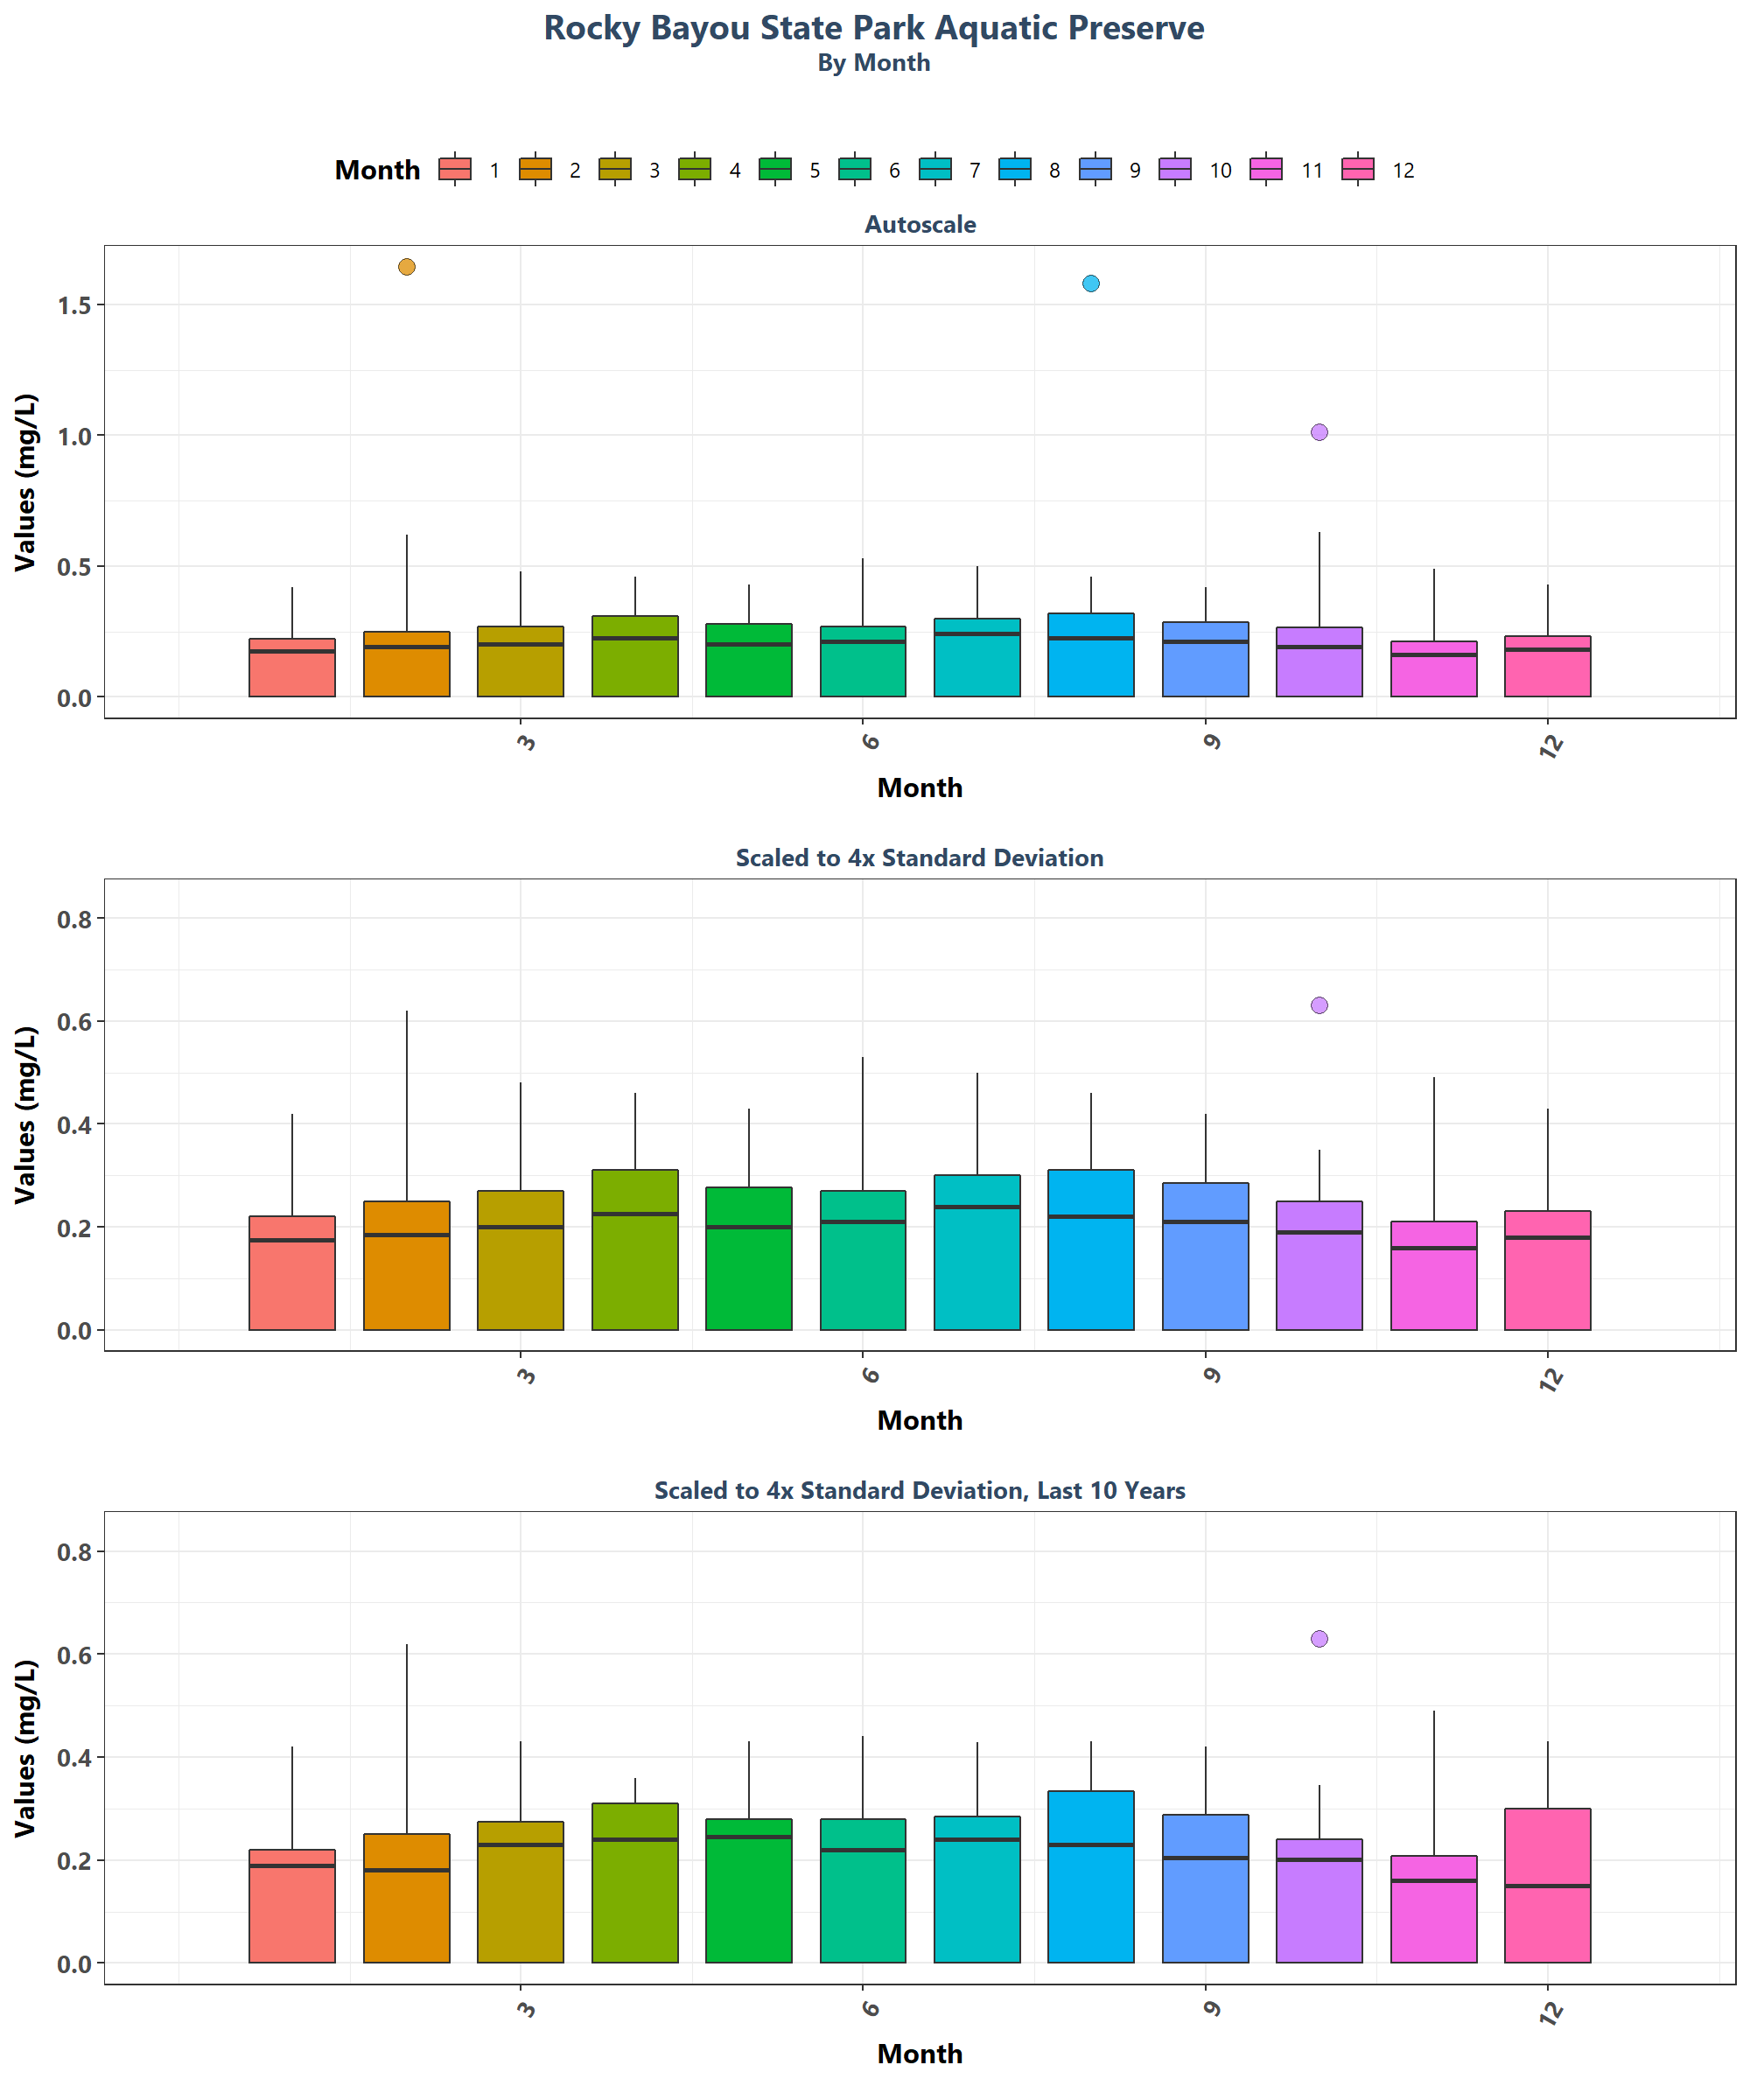 Rocky Bayou State Park Aquatic Preserve
By Month
Month 1 2 3 4 5 6 7 8 9 10 11 12
Autoscale
Values (mg/L)
1.5
1.0
0.5
0.0
3 6 9 12
Month
Scaled to 4x Standard Deviation
Values (mg/L)
0.8
0.6
0.4
0.2
0.0
3 6 9 12
Month
Scaled to 4x Standard Deviation, Last 10 Years
Values (mg/L)
0.8
0.6
0.4
0.2
0.0
3 6 9 12
Month